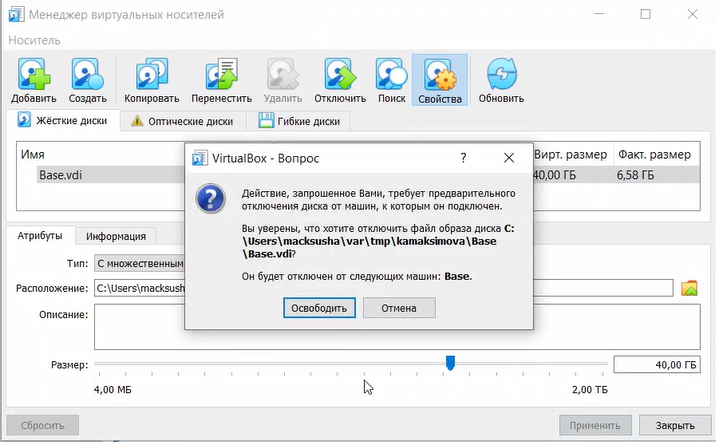 Менеджер виртуальных носителей
Носитель
Добавить Создать Копировать Переместить Удалить Отключить Поиск Свойства Обновить
Жёсткие диски Оптические диски Гибкие диски
Имя Вирт. размер Факт. размер
Base.vdi 40,00 ГБ 6,58 ГБ
VirtualBox - Вопрос
Действие, запрошенное Вами, требует предварительного
отключения диска от машин, к которым он подключен.
Вы уверены, что хотите отключить файл образа диска C:
\Users\macksusha\var\tmp\kamaksimova\Base
\Base.vdi?
Он будет отключен от следующих машин: Base.
Освободить Отмена
Атрибуты Информация
Тип: С множественным
Расположение: C:\Users\macksusha
Описание:
Размер: 40,00 ГБ
4,00 МБ 2,00 ТБ
Сбросить Применить Закрыть